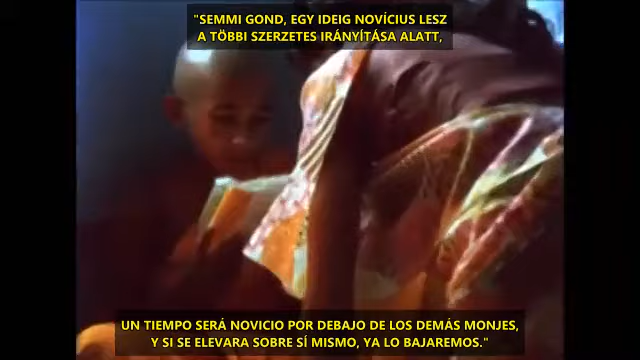 "SEMMI GOND, EGY IDEIG NOVÍCIUS LESZ
A TÖBBI SZERZETES IRÁNYÍTÁSA ALATT,
UN TIEMPO SERÁ NOVICIO POR DEBAJO DE LOS DEMÁS MONJES,
Y SI SE ELEVARA SOBRE SÍ MISMO, YA LO BAJAREMOS."